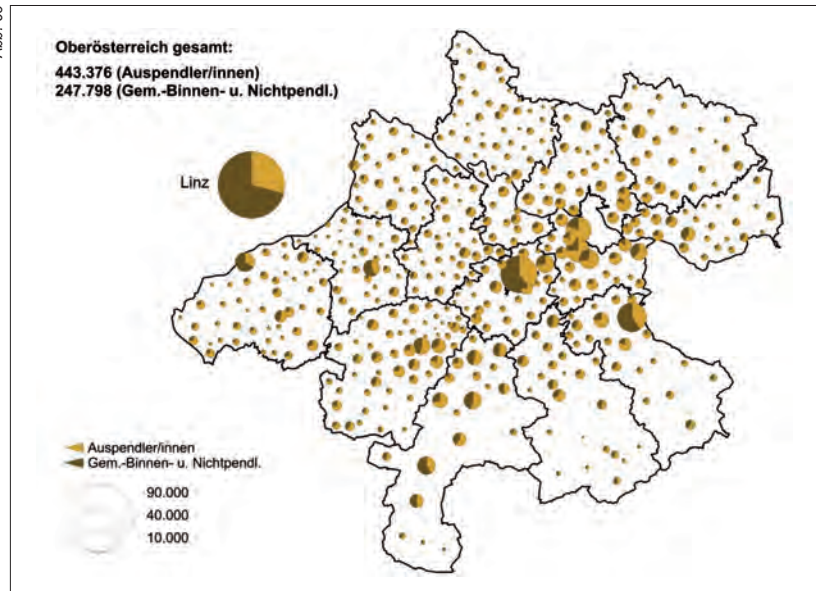 Oberösterreich gesamt:
443.376 (Auspendler/innen)
247.798 (Gem.-Binnen- u. Nichtpendl.)
Linz
Auspendler/innen
Gem.-Binnen- u. Nichtpendl.
90.000
40.000
10.000